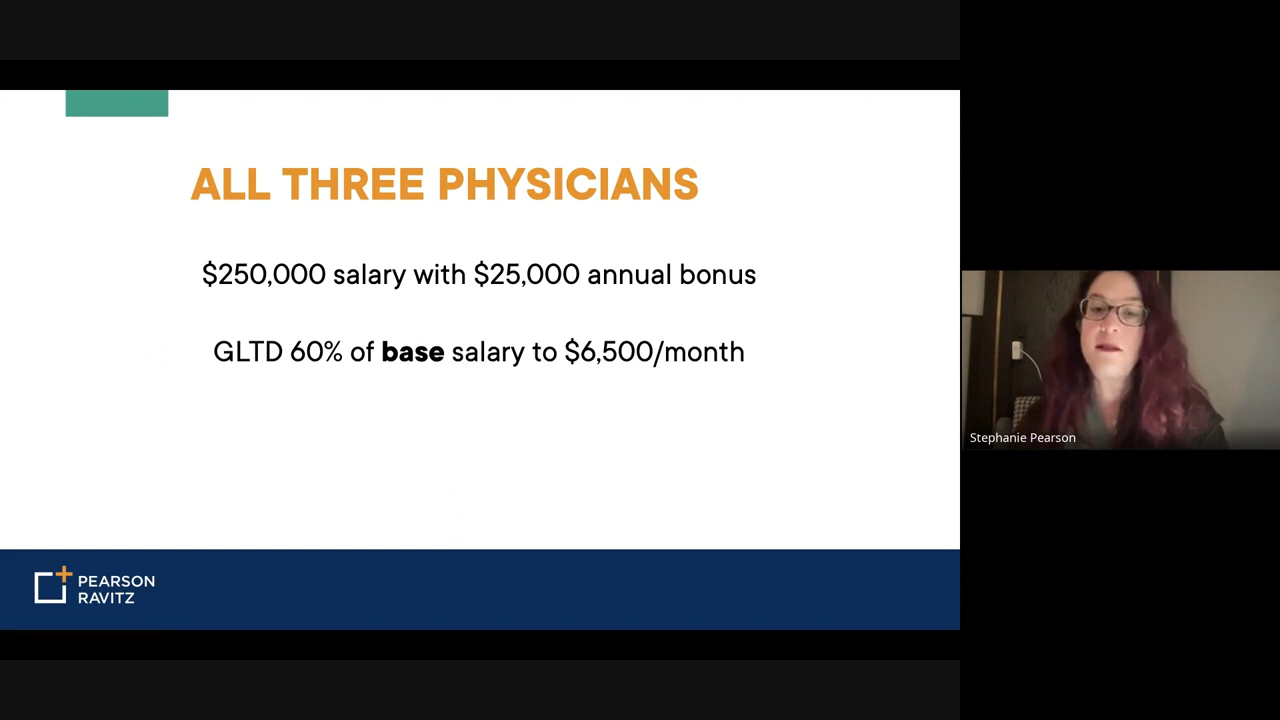 ALL THREE PHYSICIANS
$250,000 salary with $25,000 annual bonus
GLTD 60% of base salary to $6,500/month
PEARSON
RAVITZ
Stephanie Pearson